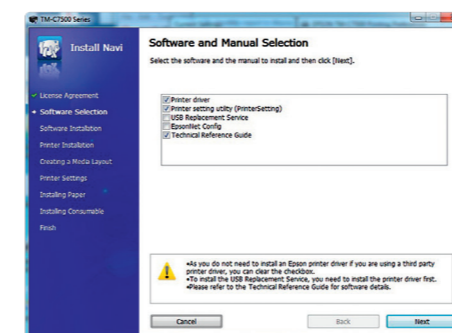 TM-C7500 Series
Install Navi
License Agreement
Software Selection
Software Installation
Printer Installation
Creating a Media Layout
Printer Settings
Installing Paper
Installing Consumable
Finish
Software and Manual Selection
Select the software and the manual to install and then click [Next].
Printer driver
Printer setting utility (PrinterSetting)
USB Replacement Service
EpsonNet Config
Technical Reference Guide
•As you do not need to install an Epson printer driver if you are using a third party
printer driver, you can clear the checkbox.
•To install the USB Replacement Service, you need to install the printer driver first.
•Please refer to the Technical Reference Guide for software details.
Cancel
Back
Next